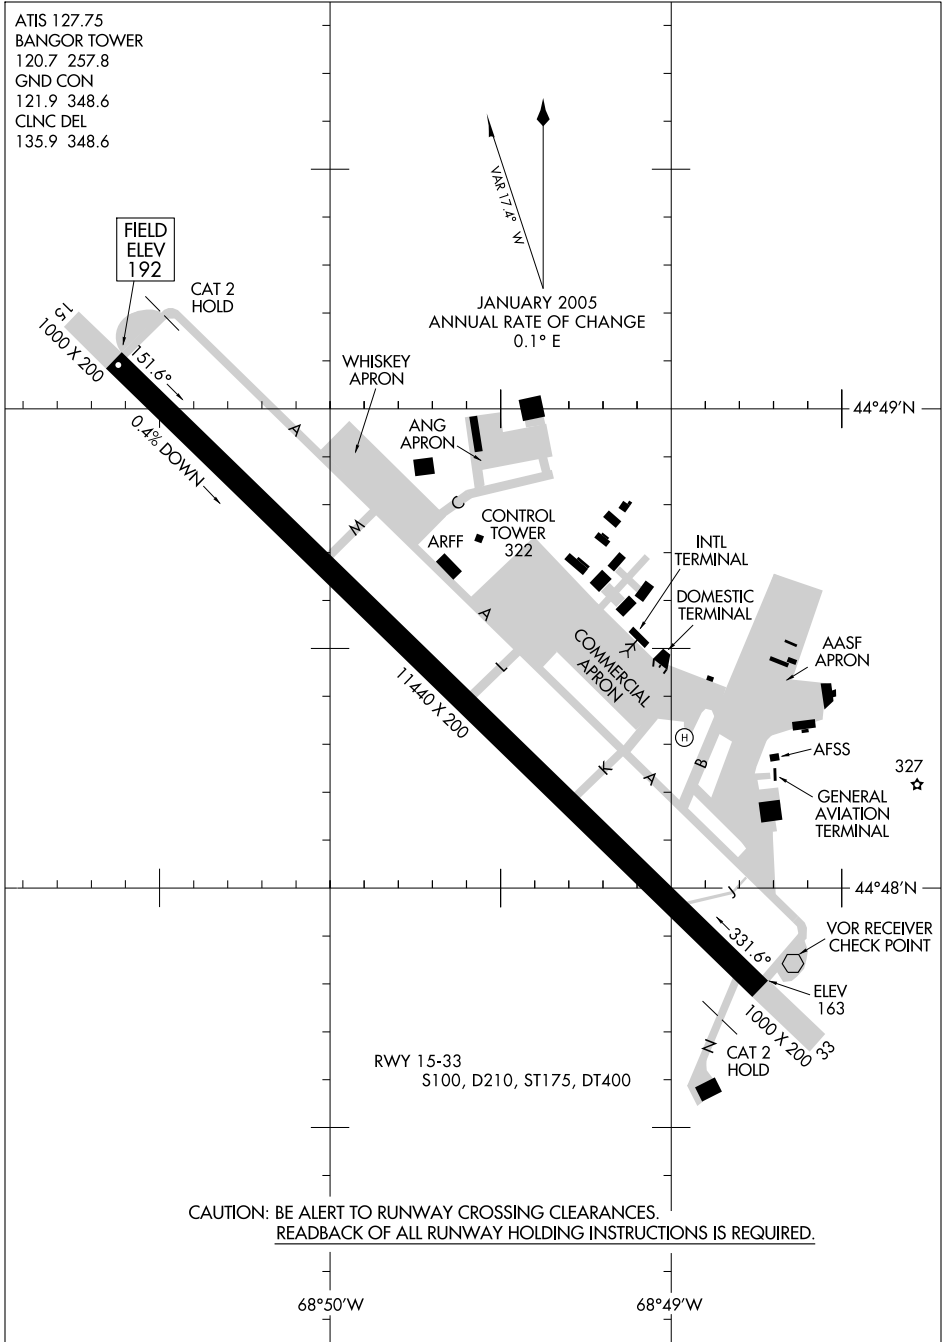 ATIS 127.75
BANGOR TOWER
120.7 257.8
GND CON
121.9 348.6
CLNC DEL
135.9 348.6
VAR 17.4° W
JANUARY 2005
ANNUAL RATE OF CHANGE
0.1° E
FIELD
ELEV
192
CAT 2
HOLD
15
1000 X 200
151.6°
0.4% DOWN
WHISKEY
APRON
A
ANG
APRON
44°49'N
M
C
CONTROL
TOWER
322
ARFF
INTL
TERMINAL
DOMESTIC
TERMINAL
A
COMMERCIAL
APRON
AASF
APRON
L
11440 X 200
H
K
A
B
AFSS
327
GENERAL
AVIATION
TERMINAL
44°48'N
J
331.6°
VOR RECEIVER
CHECK POINT
ELEV
163
1000 X 200
33
N
CAT 2
HOLD
RWY 15-33
S100, D210, ST175, DT400
CAUTION: BE ALERT TO RUNWAY CROSSING CLEARANCES.
READBACK OF ALL RUNWAY HOLDING INSTRUCTIONS IS REQUIRED.
68°50'W
68°49'W